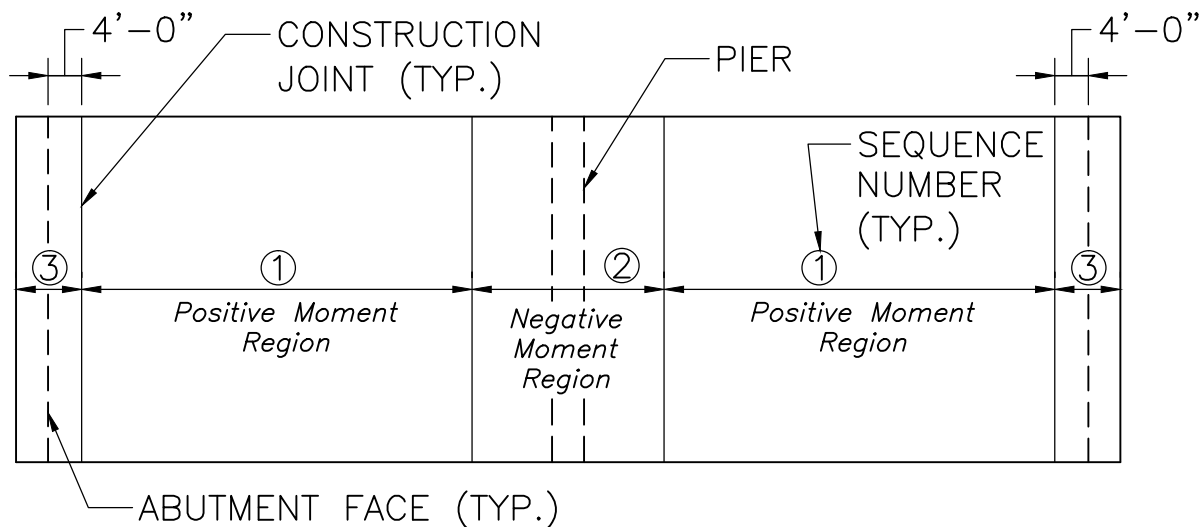 4'-0"
CONSTRUCTION
JOINT (TYP.)
PIER
4'-0"
SEQUENCE
NUMBER
(TYP.)
3
1
2
1
3
Positive Moment
Region
Negative
Moment
Region
Positive Moment
Region
ABUTMENT FACE (TYP.)